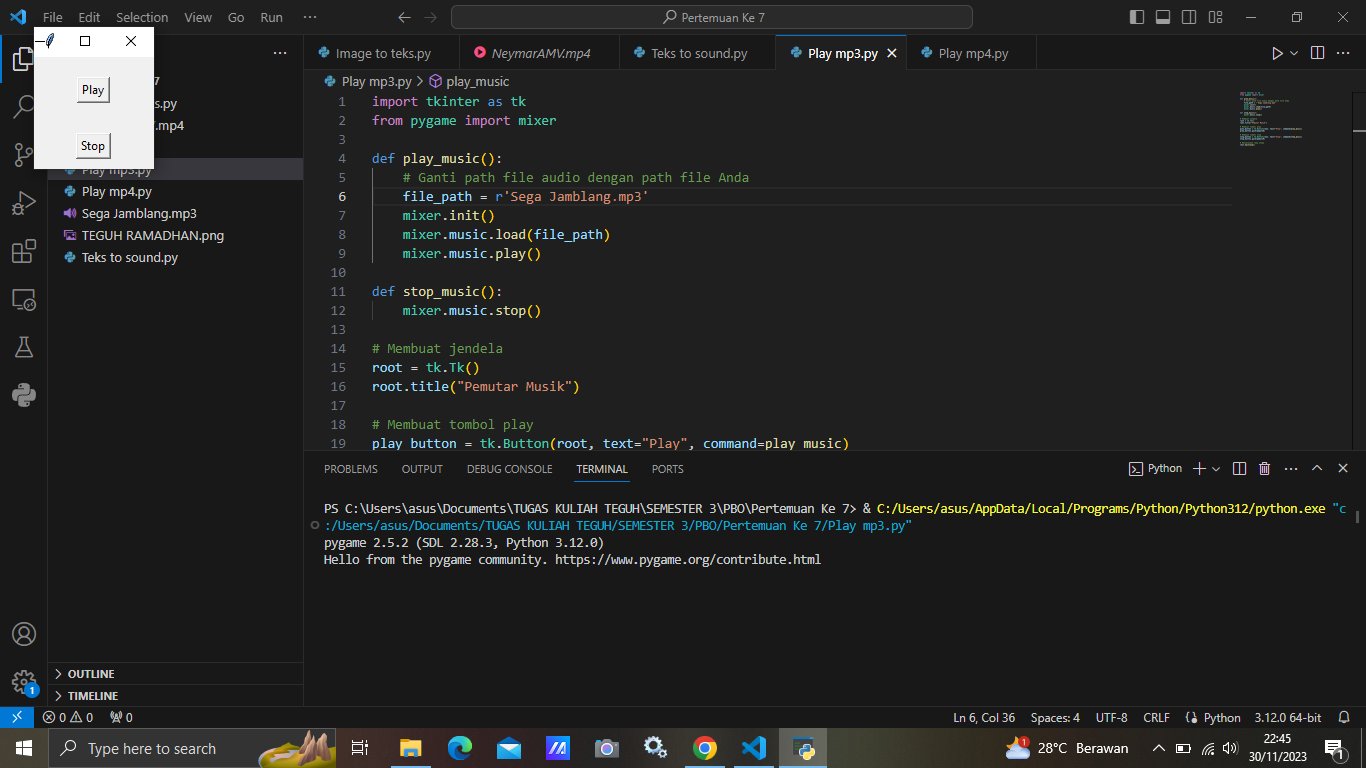 File Edit Selection View Go Run ···
Pertemuan Ke 7
Play
Stop
7
s.py
.mp4
Play mp3.py
Play mp4.py
Sega Jamblang.mp3
TEGUH RAMADHAN.png
Teks to sound.py
OUTLINE
TIMELINE
Image to teks.py NeymarAMV.mp4 Teks to sound.py Play mp3.py Play mp4.py
Play mp3.py > play_music
1 import tkinter as tk
2 from pygame import mixer
3
4 def play_music():
5 # Ganti path file audio dengan path file Anda
6 file_path = r'Sega Jamblang.mp3'
7 mixer.init()
8 mixer.music.load(file_path)
9 mixer.music.play()
10
11 def stop_music():
12 mixer.music.stop()
13
14 # Membuat jendela
15 root = tk.Tk()
16 root.title("Pemutar Musik")
17
18 # Membuat tombol play
19 play_button = tk.Button(root, text="Play", command=play_music)
PROBLEMS OUTPUT DEBUG CONSOLE TERMINAL PORTS
Python
PS C:\Users\asus\Documents\TUGAS KULIAH TEGUH\SEMESTER 3\PBO\Pertemuan Ke 7> & C:/Users/asus/AppData/Local/Programs/Python/Python312/python.exe "c
:/Users/asus/Documents/TUGAS KULIAH TEGUH/SEMESTER 3/PBO/Pertemuan Ke 7/Play mp3.py"
pygame 2.5.2 (SDL 2.28.3, Python 3.12.0)
Hello from the pygame community. https://www.pygame.org/contribute.html
1
0 0 0 Ln 6, Col 36 Spaces: 4 UTF-8 CRLF Python 3.12.0 64-bit
Type here to search
1 28°C Berawan
22:45
30/11/2023
1